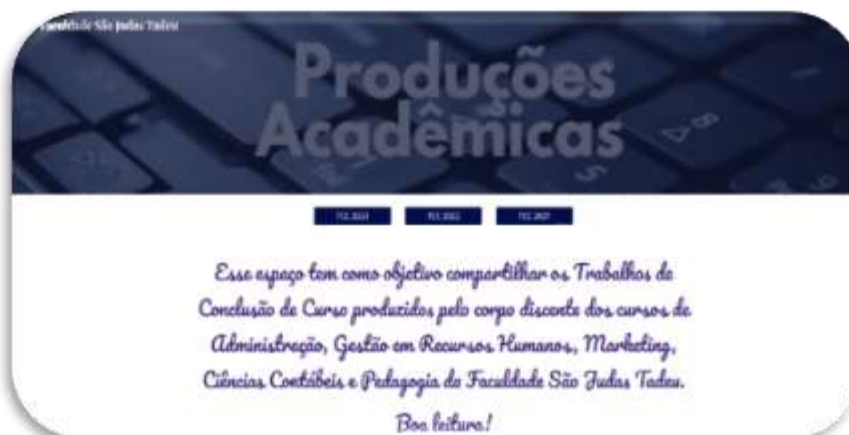 Faculdade São Judas Tadeu
Produções
Acadêmicas
Esse espaço tem como objetivo compartilhar os Trabalhos de
Conclusão de Curso produzidos pelo corpo discente dos cursos de
Administração, Gestão em Recursos Humanos, Marketing,
Ciências Contábeis e Pedagogia da Faculdade São Judas Tadeu.
Boa leitura!